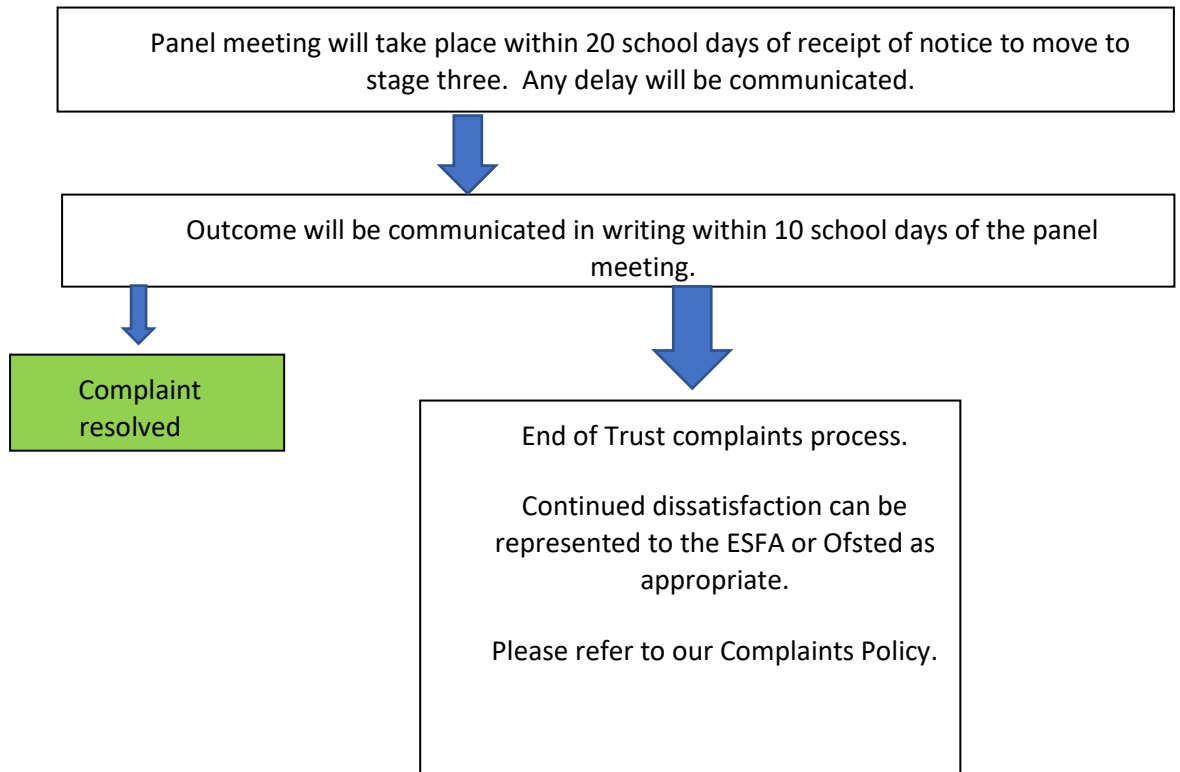 Panel meeting will take place within 20 school days of receipt of notice to move to
stage three.  Any delay will be communicated.
Outcome will be communicated in writing within 10 school days of the panel
meeting.
Complaint
resolved
End of Trust complaints process.
Continued dissatisfaction can be
represented to the ESFA or Ofsted as
appropriate.
Please refer to our Complaints Policy.